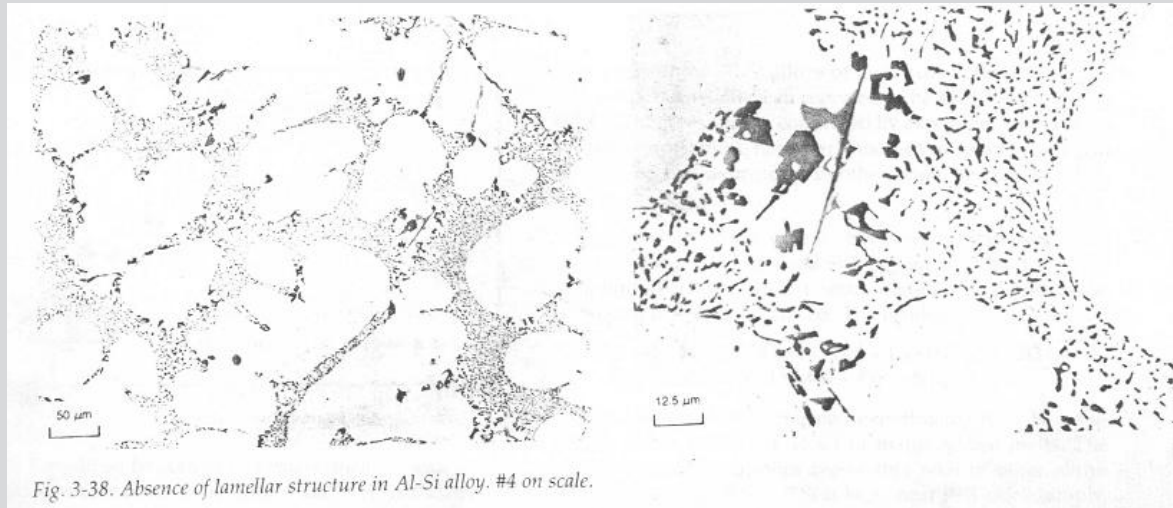 50 μm
12.5 μm
Fig. 3-38. Absence of lamellar structure in Al-Si alloy. #4 on scale.